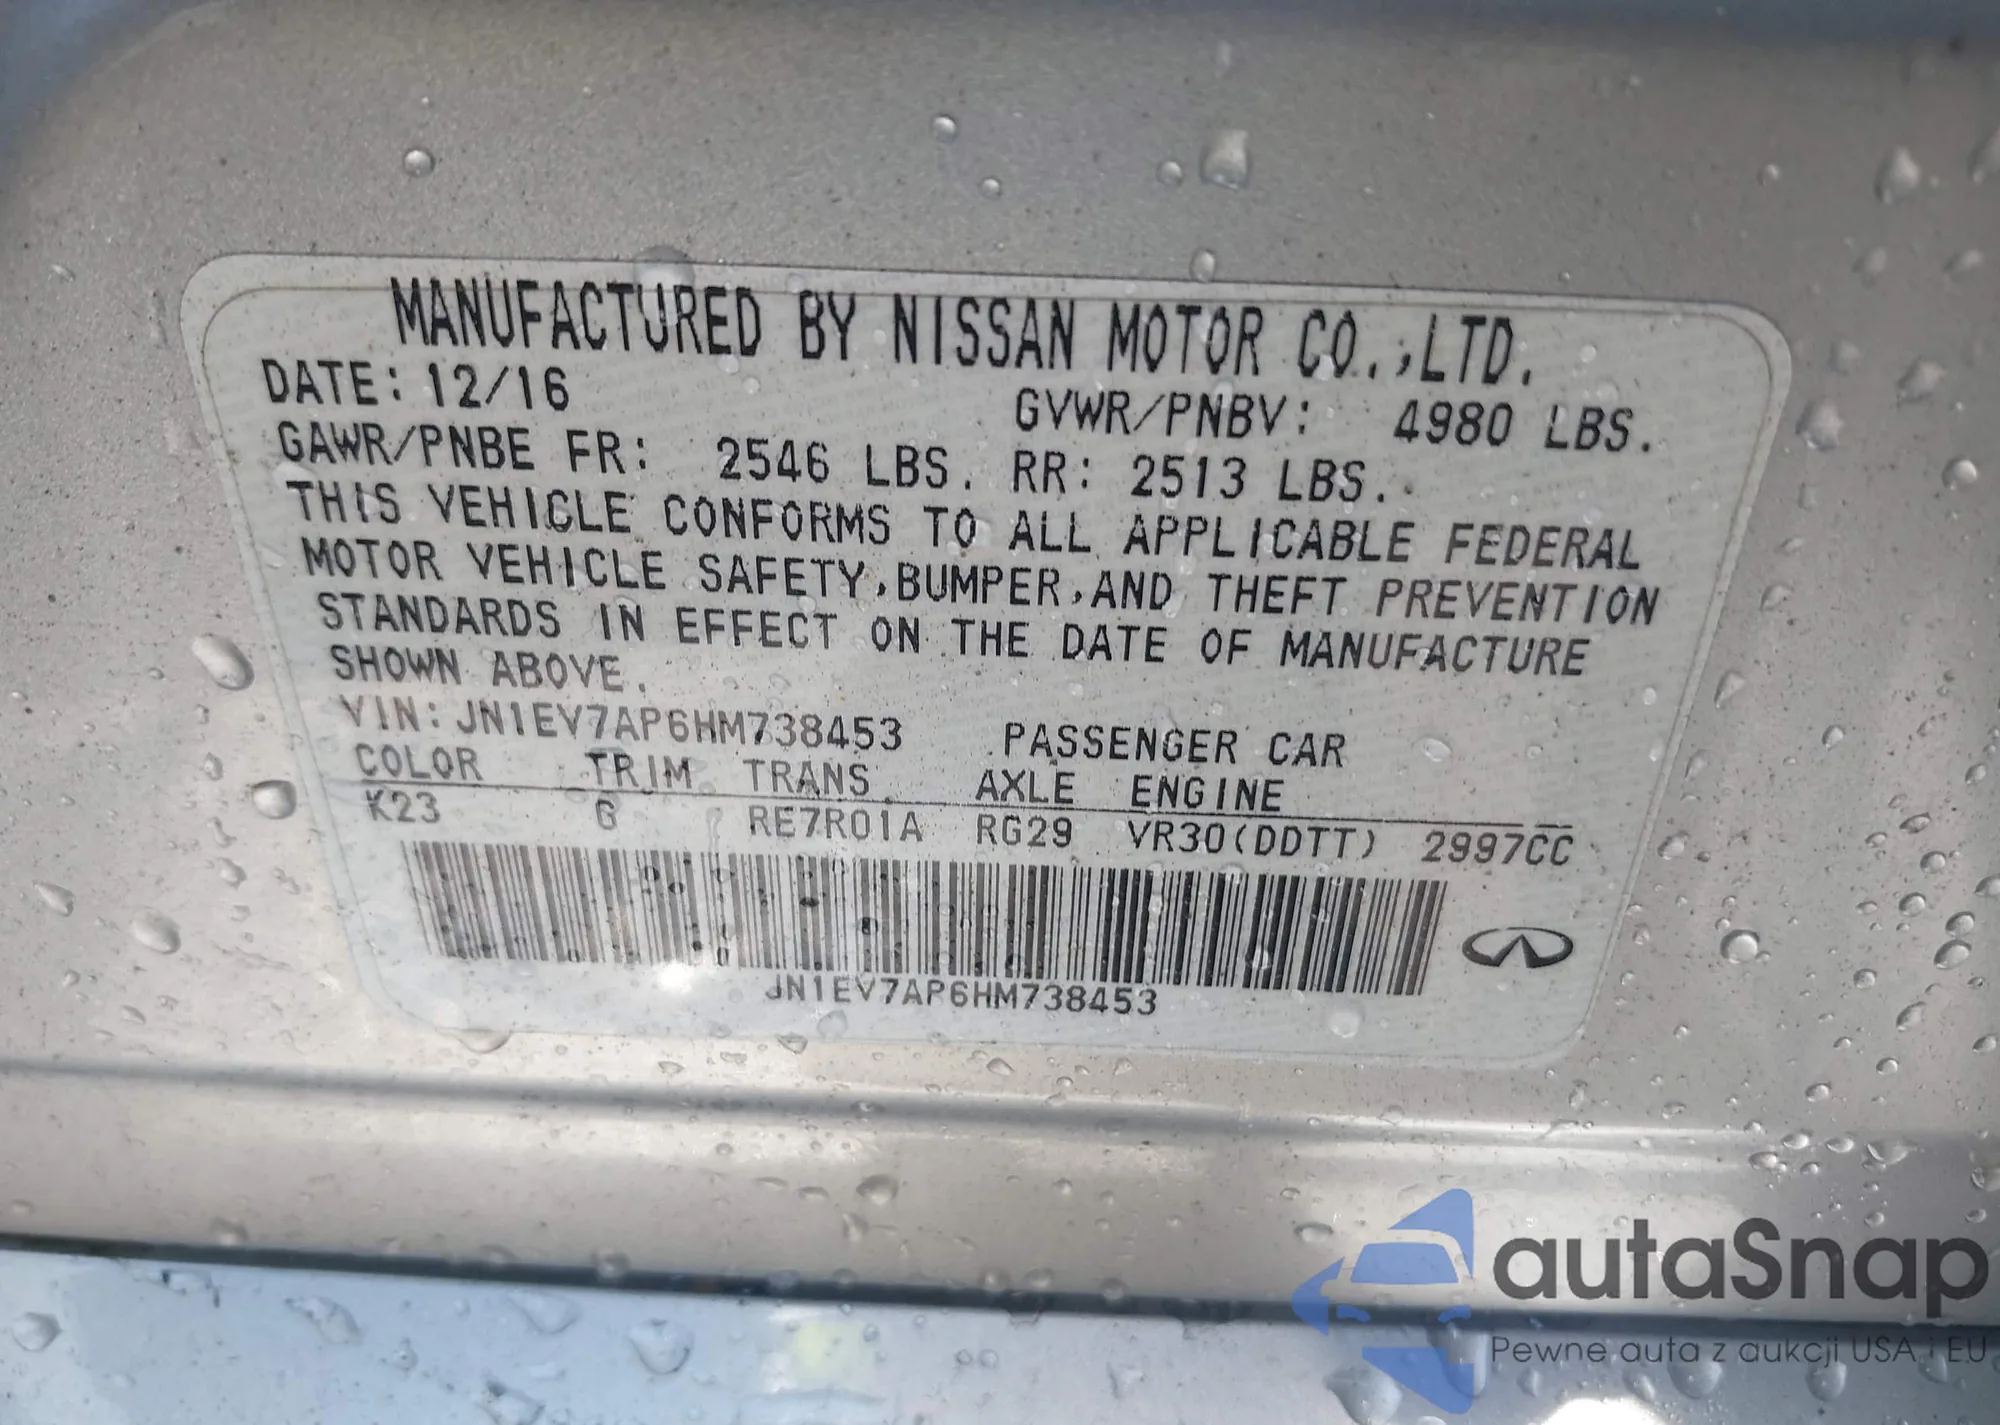 MANUFACTURED BY NISSAN MOTOR CO.,LTD.
DATE: 12/16 GVWR/PNBV: 4980 LBS.
GAWR/PNBE FR: 2546 LBS. RR: 2513 LBS.
THIS VEHICLE CONFORMS TO ALL APPLICABLE FEDERAL
MOTOR VEHICLE SAFETY,BUMPER,AND THEFT PREVENTION
STANDARDS IN EFFECT ON THE DATE OF MANUFACTURE
SHOWN ABOVE.
VIN: JN1EV7AP6HM738453 PASSENGER CAR
COLOR TRIM TRANS AXLE ENGINE
K23 G RE7R01A RG29 VR30(DDTT) 2997CC
JN1EV7AP6HM738453
autaSnap
Pewne auta z aukcji USA i EU